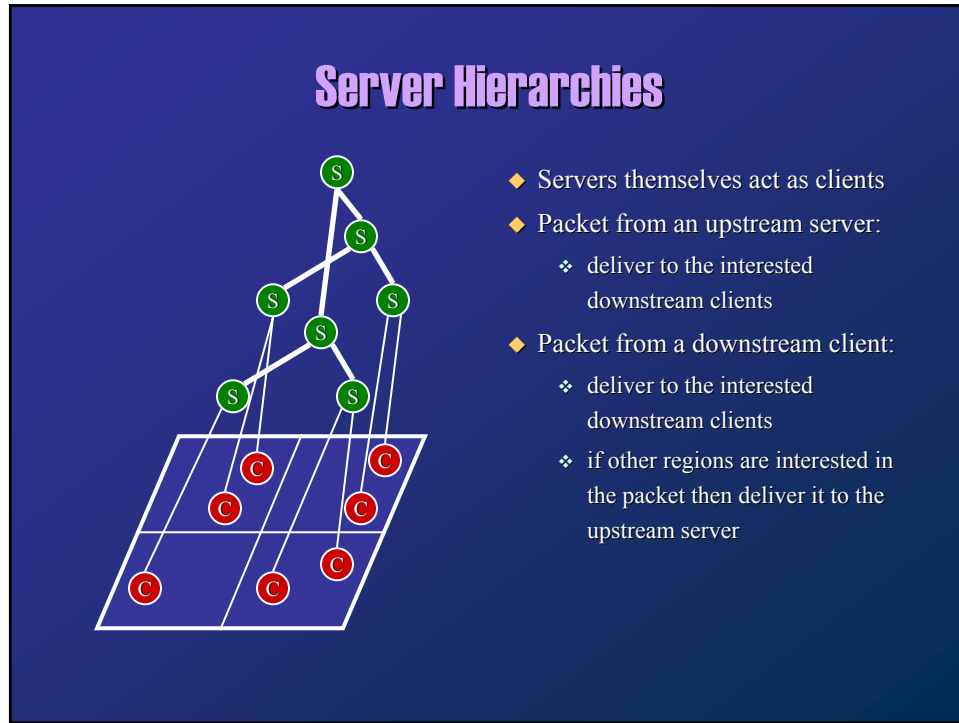 Server Hierarchies
S
S
S
S
S
S
S
C
C
C
C
C
C
C
◆ Servers themselves act as clients
◆ Packet from an upstream server:
❖ deliver to the interested
downstream clients
◆ Packet from a downstream client:
❖ deliver to the interested
downstream clients
❖ if other regions are interested in
the packet then deliver it to the
upstream server